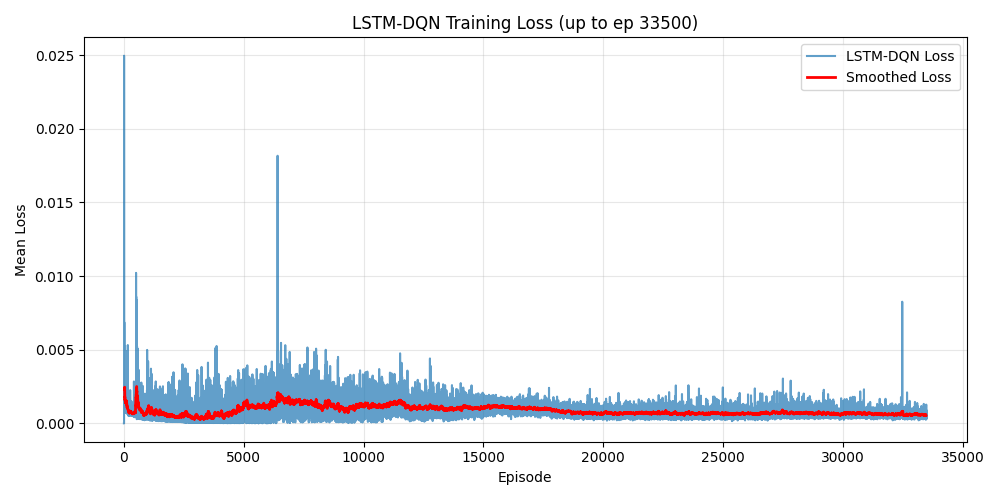 LSTM-DQN Training Loss (up to ep 33500)
LSTM-DQN Loss
Smoothed Loss
Mean Loss
0.025
0.020
0.015
0.010
0.005
0.000
0 5000 10000 15000 20000 25000 30000 35000
Episode